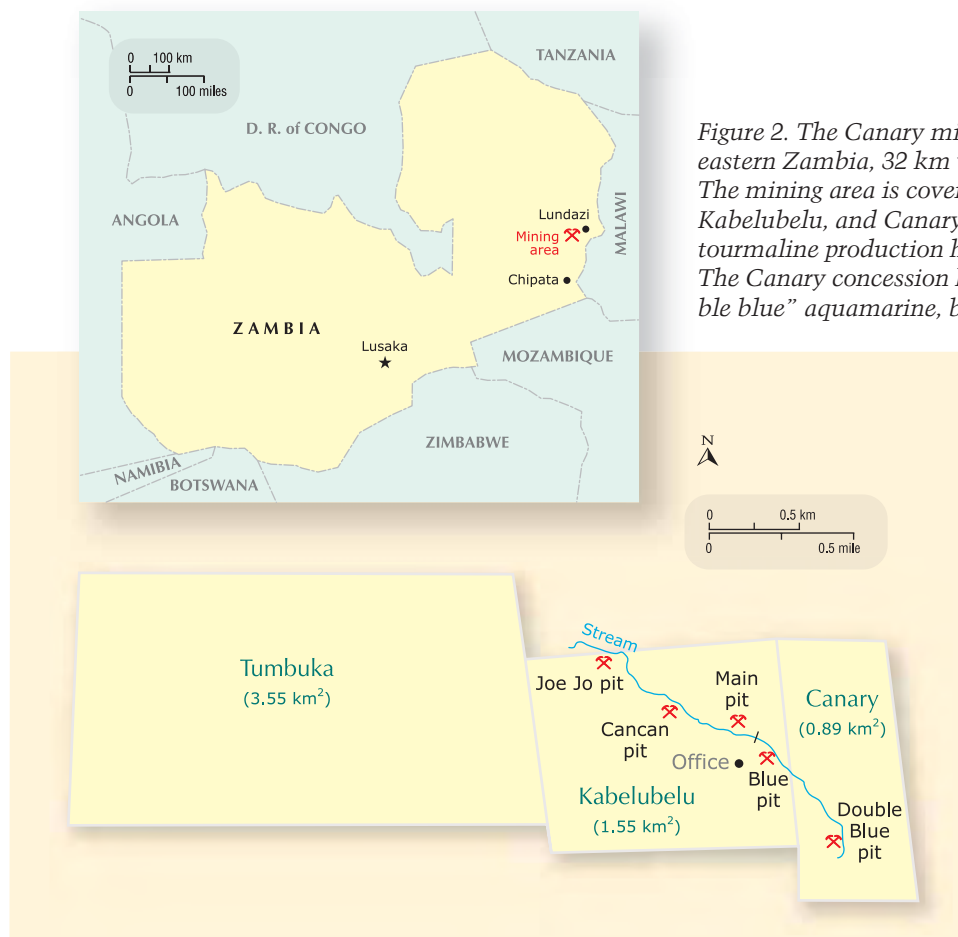 0 100 km
0 100 miles
TANZANIA
D. R. of CONGO
ANGOLA
Lundazi
Mining
area
MALAWI
Chipata
ZAMBIA
Lusaka
MOZAMBIQUE
ZIMBABWE
NAMIBIA
BOTSWANA
Figure 2. The Canary
eastern Zambia, 32 km
The mining area is
Kabelubelu, and Canary
tourmaline production
The Canary concession
ble blue” aquamarine,
N
0 0.5 km
0 0.5 mile
Stream
Tumbuka
(3.55 km²)
Joe Jo pit
Main
pit
Canary
(0.89 km²)
Cancan
pit
Office
Blue
pit
Kabelubelu
(1.55 km²)
Double
Blue
pit